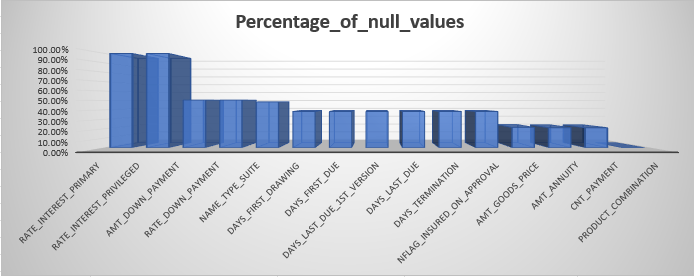 Percentage_of_null_values
100.00%
90.00%
80.00%
70.00%
60.00%
50.00%
40.00%
30.00%
20.00%
10.00%
0.00%
RATE_INTEREST_PRIMARY
RATE_INTEREST_PRIVILEGED
AMT_DOWN_PAYMENT
RATE_DOWN_PAYMENT
NAME_TYPE_SUITE
DAYS_FIRST_DRAWING
DAYS_FIRST_DUE
DAYS_LAST_DUE_1ST_VERSION
DAYS_LAST_DUE
DAYS_TERMINATION
NFLAG_INSURED_ON_APPROVAL
AMT_GOODS_PRICE
AMT_ANNUITY
CNT_PAYMENT
PRODUCT_COMBINATION